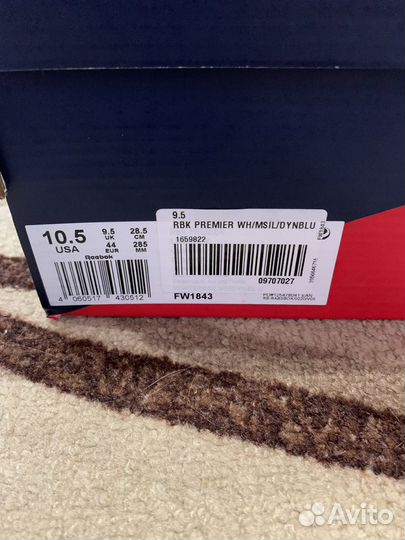 10.5
USA
9.5
UK
28.5
CM
44
EUR
285
MM
Reebok
4 060517 430512
9.5
RBK PREMIER WH/MSIL/DYNBLU
1659822
09707027
FW1843
FW1843
Avito